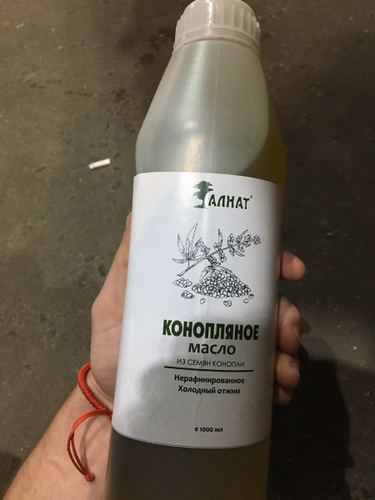 АЛНАТ®
КОНОПЛЯНОЕ
масло
ИЗ СЕМЯН КОНОПЛИ
Нерафинированное
Холодный отжим
е 1000 мл